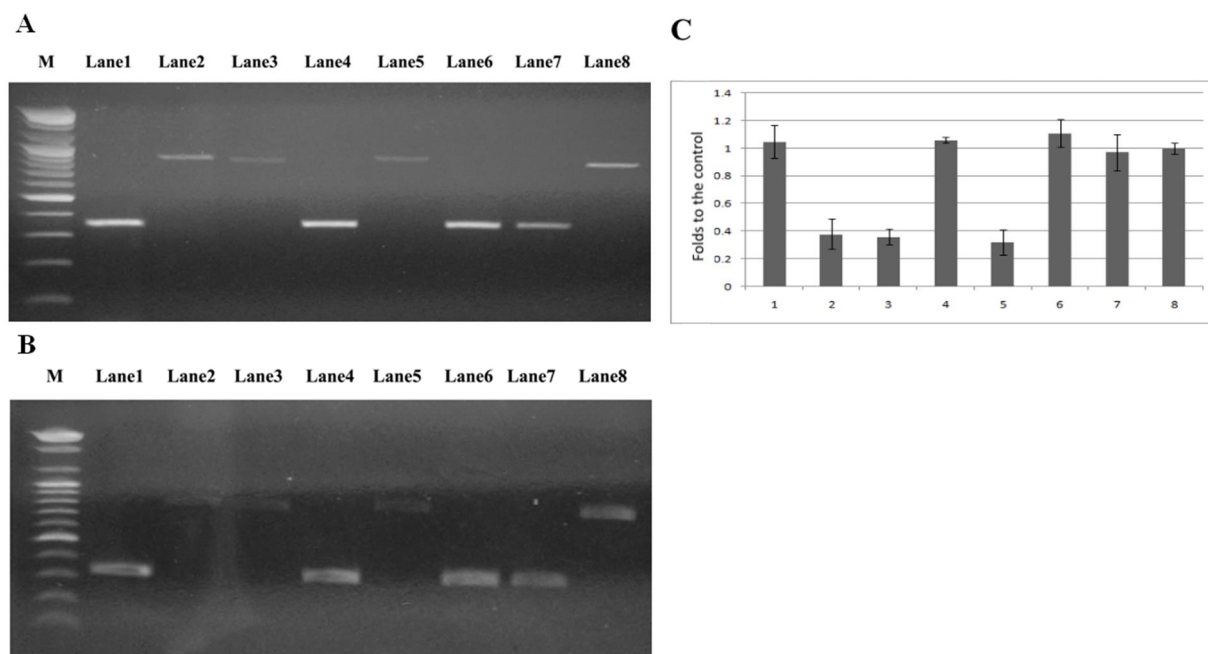 A
M Lane1 Lane2 Lane3 Lane4 Lane5 Lane6 Lane7 Lane8
B
M Lane1 Lane2 Lane3 Lane4 Lane5 Lane6 Lane7 Lane8
C
Folds to the control
1.4
1.2
1
0.8
0.6
0.4
0.2
0
1 2 3 4 5 6 7 8